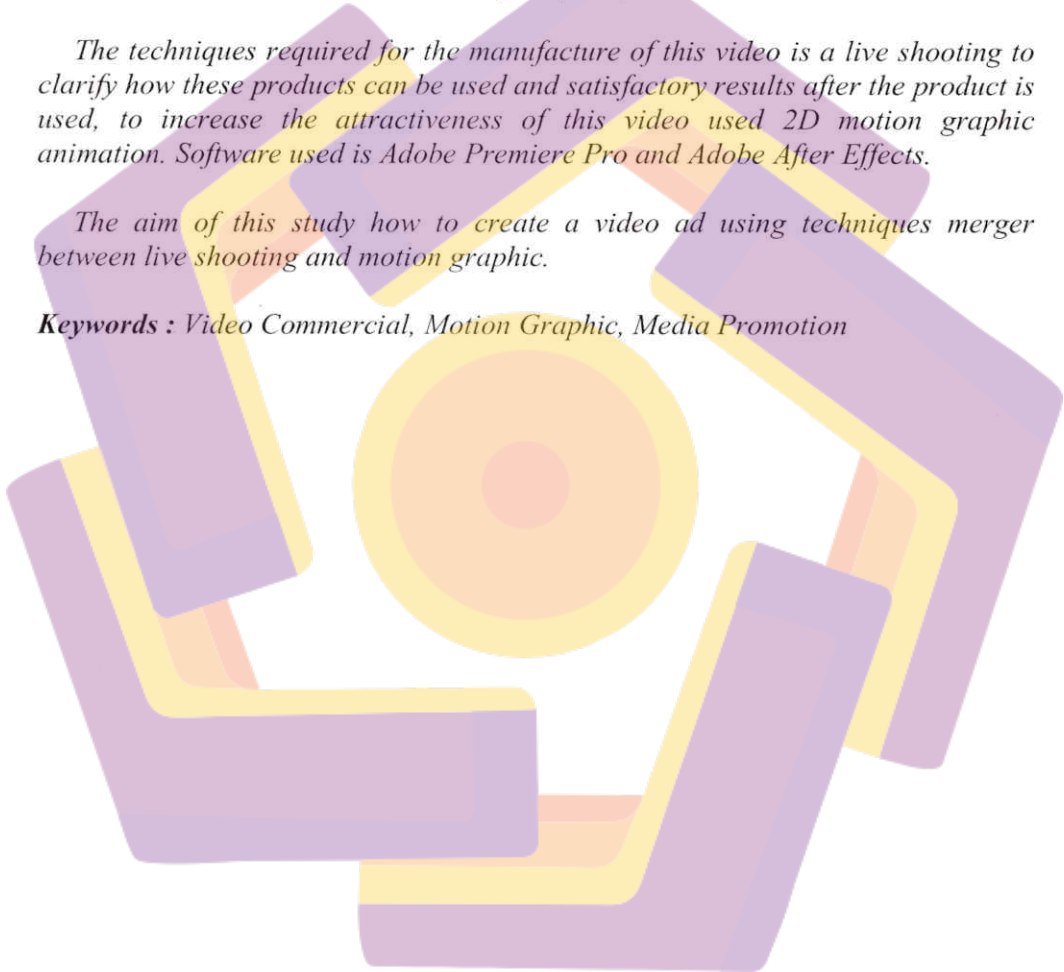 The techniques required for the manufacture of this video is a live shooting to
clarify how these products can be used and satisfactory results after the product is
used, to increase the attractiveness of this video used 2D motion graphic
animation. Software used is Adobe Premiere Pro and Adobe After Effects.
The aim of this study how to create a video ad using techniques merger
between live shooting and motion graphic.
Keywords : Video Commercial, Motion Graphic, Media Promotion